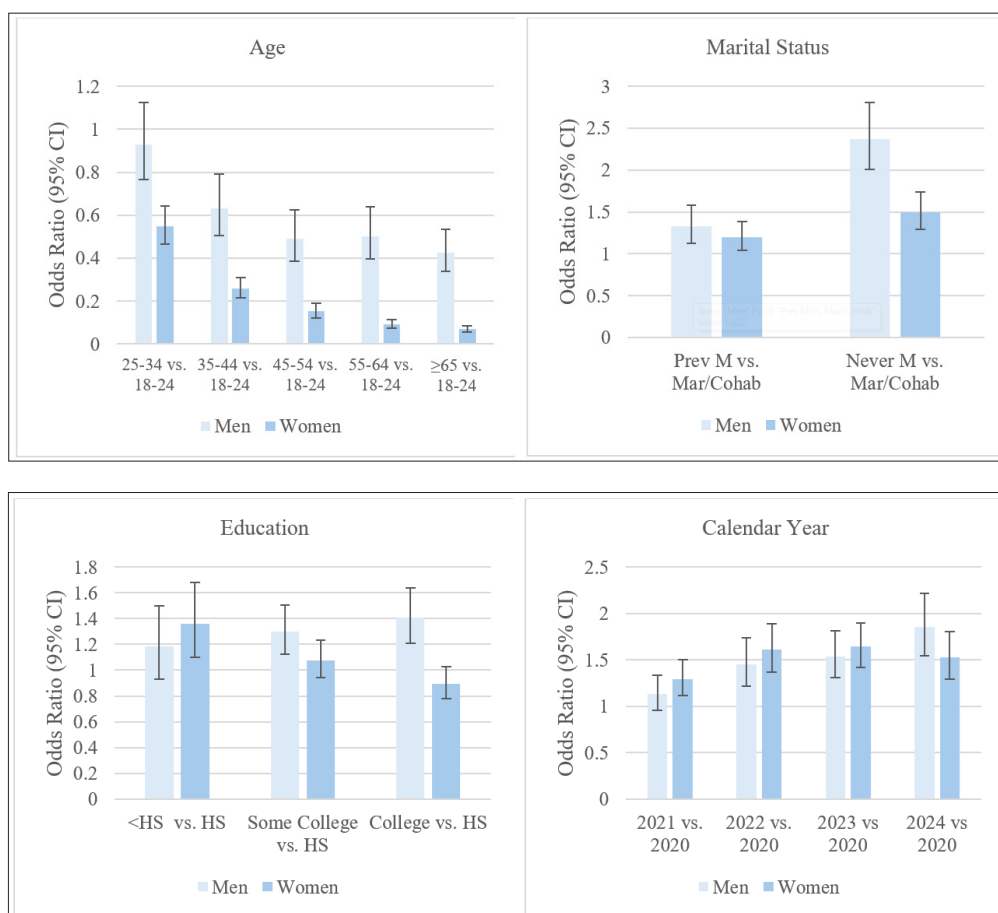 Age
Odds Ratio (95% CI)
1.2
1
0.8
0.6
0.4
0.2
0
25-34 vs. 35-44 vs. 45-54 vs. 55-64 vs. ≥65 vs.
18-24 18-24 18-24 18-24 18-24
Men Women
Marital Status
Odds Ratio (95% CI)
3
2.5
2
1.5
1
0.5
0
Prev M vs. Never M vs.
Mar/Cohab Mar/Cohab
Men Women
Education
Odds Ratio (95% CI)
1.8
1.6
1.4
1.2
1
0.8
0.6
0.4
0.2
0
<HS vs. HS Some College College vs. HS
vs. HS
Men Women
Calendar Year
Odds Ratio (95% CI)
2.5
2
1.5
1
0.5
0
2021 vs. 2022 vs. 2023 vs 2024 vs
2020 2020 2020 2020
Men Women